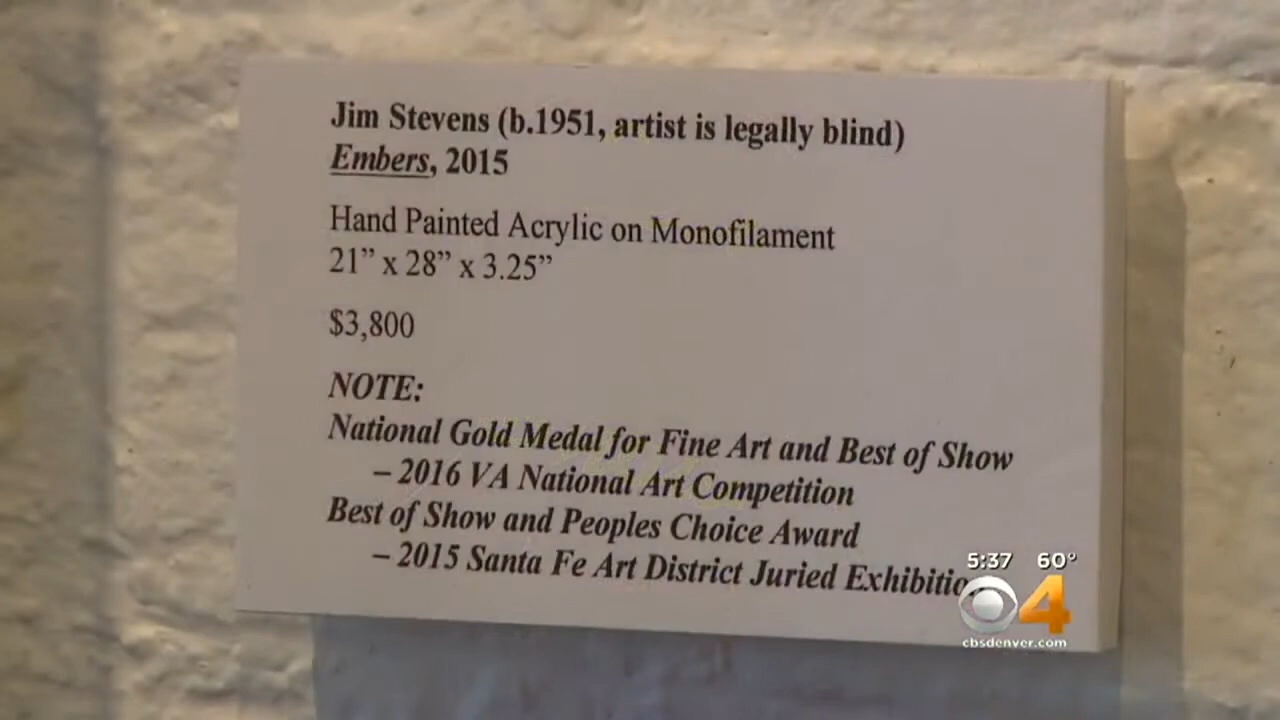 Jim Stevens (b.1951, artist is legally blind)
Embers, 2015
Hand Painted Acrylic on Monofilament
21” x 28” x 3.25”
$3,800
NOTE:
National Gold Medal for Fine Art and Best of Show
– 2016 VA National Art Competition
Best of Show and Peoples Choice Award
– 2015 Santa Fe Art District Juried Exhibitio
5:37 60°
4
cbsdenver.com